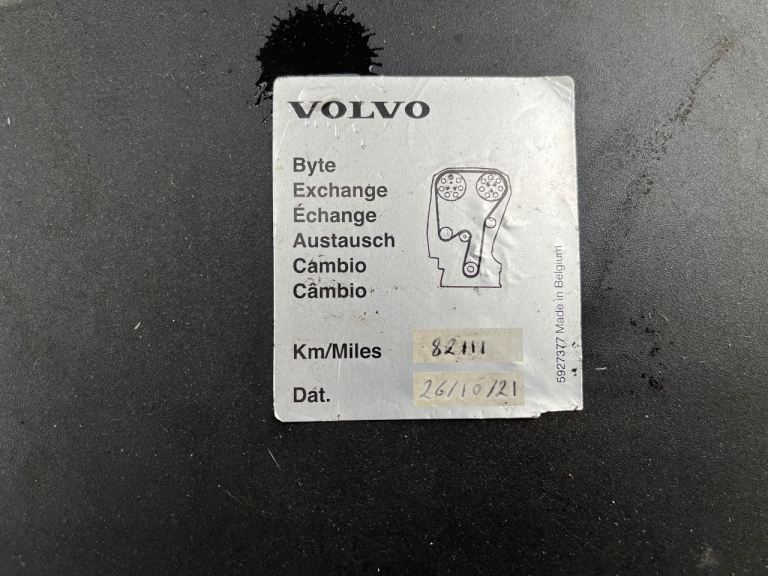 VOLVO
Byte
Exchange
Échange
Austausch
Cambio
Câmbio
Km/Miles 82111
Dat. 26/10/21
5927377 Made in Belgium